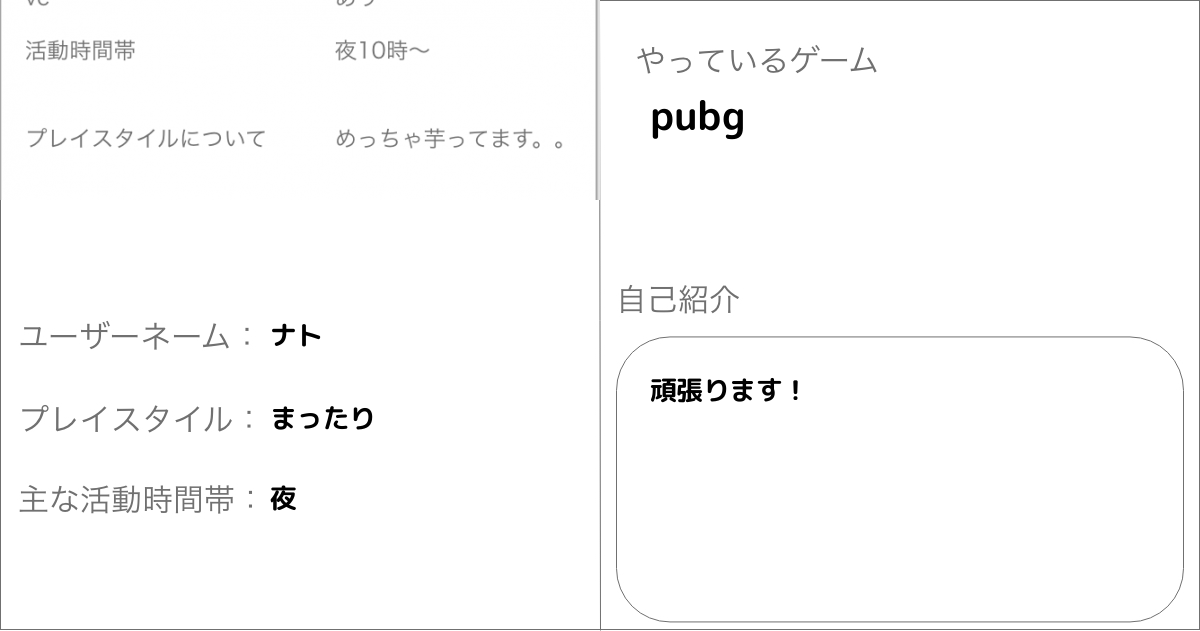 活動時間帯 夜10時〜
プレイスタイルについて めっちゃ芋ってます。。
ユーザーネーム： ナト
プレイスタイル： まったり
主な活動時間帯： 夜
やっているゲーム
pubg
自己紹介
頑張ります！